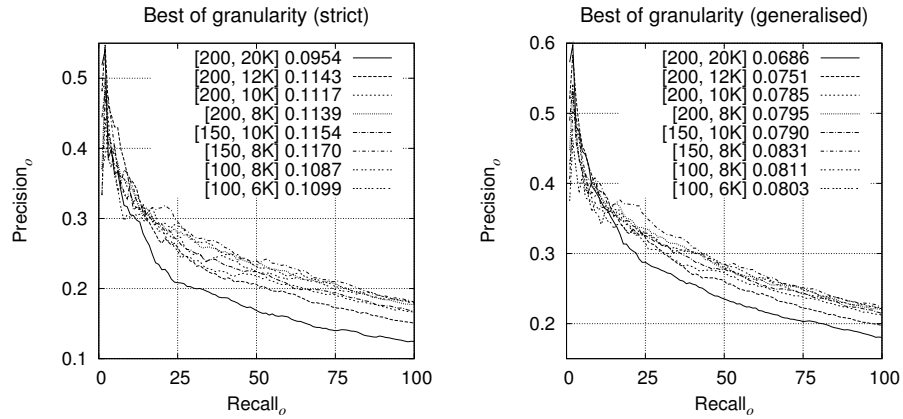 Best of granularity (strict)
0.5
0.4
0.3
0.2
0.1
Precision_o
[200, 20K] 0.0954
[200, 12K] 0.1143
[200, 10K] 0.1117
[200, 8K] 0.1139
[150, 10K] 0.1154
[150, 8K] 0.1170
[100, 8K] 0.1087
[100, 6K] 0.1099
0 25 50 75 100
Recall_o
Best of granularity (generalised)
0.6
0.5
0.4
0.3
0.2
Precision_o
[200, 20K] 0.0686
[200, 12K] 0.0751
[200, 10K] 0.0785
[200, 8K] 0.0795
[150, 10K] 0.0790
[150, 8K] 0.0831
[100, 8K] 0.0811
[100, 6K] 0.0803
0 25 50 75 100
Recall_o